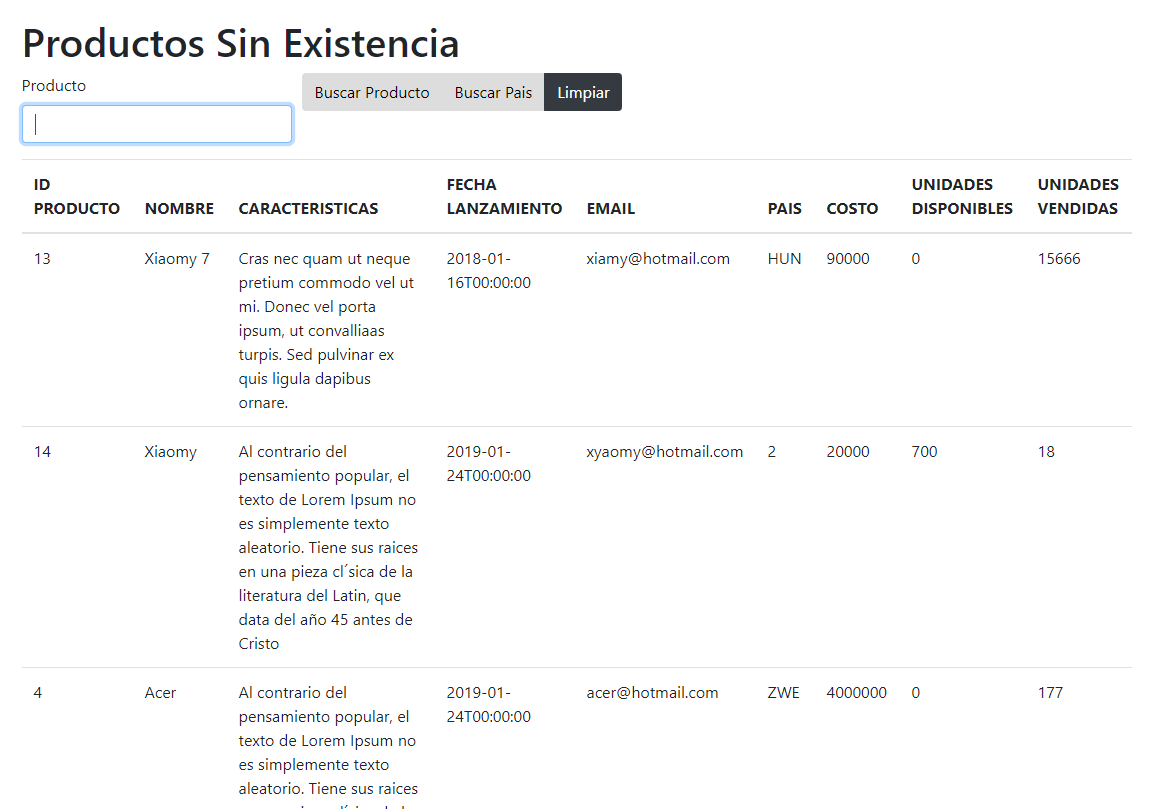 Productos Sin Existencia
Producto
Buscar Producto Buscar Pais Limpiar
ID PRODUCTO NOMBRE CARACTERISTICAS FECHA LANZAMIENTO EMAIL PAIS COSTO UNIDADES DISPONIBLES UNIDADES VENDIDAS
13 Xiaomy 7 Cras nec quam ut neque 2018-01- xiamy@hotmail.com HUN 90000 0 15666
pretium commodo vel ut 16T00:00:00
mi. Donec vel porta
ipsum, ut convalliaas
turpis. Sed pulvinar ex
quis ligula dapibus
ornare.
14 Xiaomy Al contrario del 2019-01- xyaomy@hotmail.com 2 20000 700 18
pensamiento popular, el 24T00:00:00
texto de Lorem Ipsum no
es simplemente texto
aleatorio. Tiene sus raices
en una pieza cl´sica de la
literatura del Latin, que
data del año 45 antes de
Cristo
4 Acer Al contrario del 2019-01- acer@hotmail.com ZWE 4000000 0 177
pensamiento popular, el 24T00:00:00
texto de Lorem Ipsum no
es simplemente texto
aleatorio. Tiene sus raices